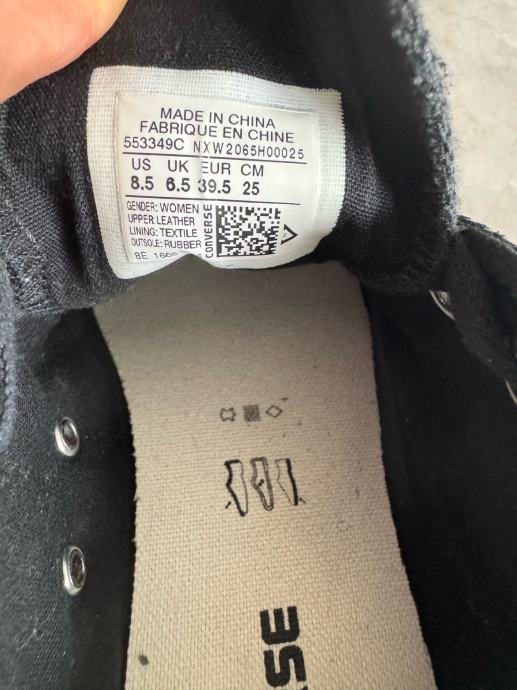 MADE IN CHINA
FABRIQUE EN CHINE
553349C NXW2065H00025
US UK EUR CM
8.5 6.5 39.5 25
GENDER: WOMEN
UPPER LEATHER
LINING: TEXTILE
OUTSOLE: RUBBER
CONVERSE